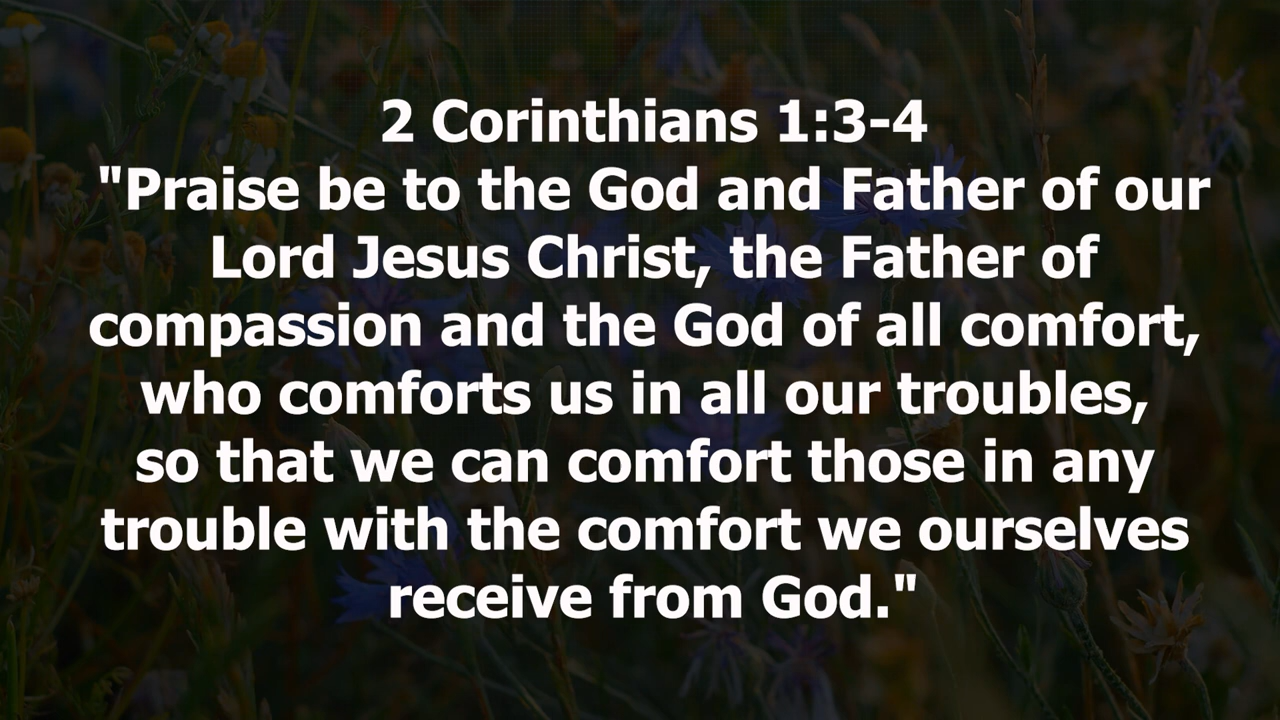 2 Corinthians 1:3-4
"Praise be to the God and Father of our
Lord Jesus Christ, the Father of
compassion and the God of all comfort,
who comforts us in all our troubles,
so that we can comfort those in any
trouble with the comfort we ourselves
receive from God."